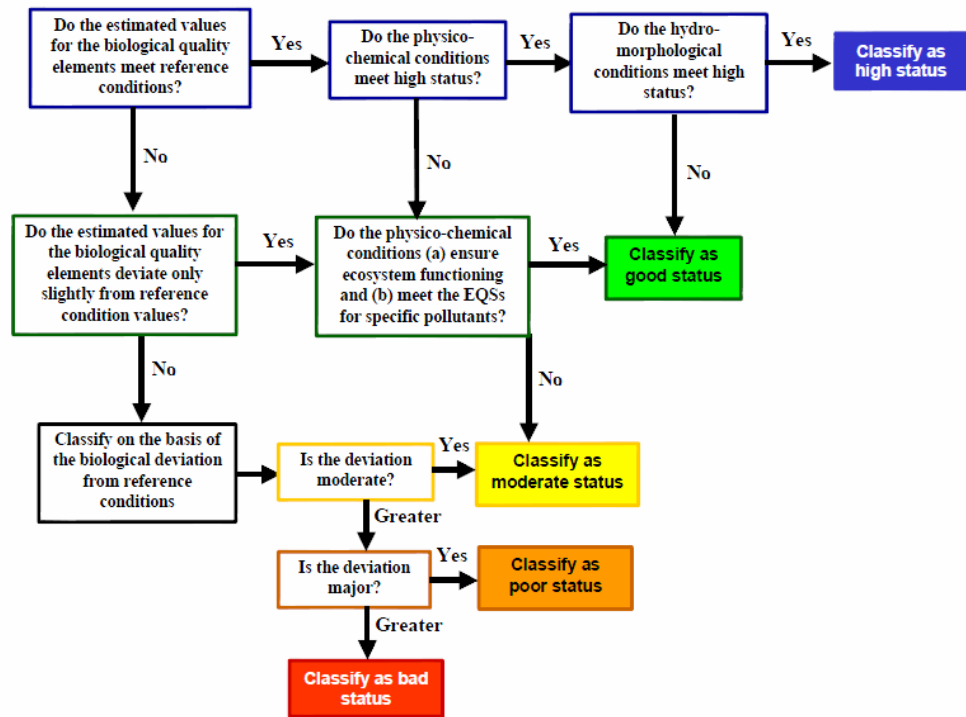 Do the estimated values
for the biological quality
elements meet reference
conditions?
Yes
Do the physico-
chemical conditions
meet high status?
Yes
Do the hydro-
morphological
conditions meet high
status?
Yes
Classify as
high status
No
No
No
Do the estimated values for
the biological quality
elements deviate only
slightly from reference
condition values?
Yes
Do the physico-chemical
conditions (a) ensure
ecosystem functioning
and (b) meet the EQSs
for specific pollutants?
Yes
Classify as
good status
No
No
Classify on the basis of
the biological deviation
from reference
conditions
Is the deviation
moderate?
Yes
Classify as
moderate status
Greater
Is the deviation
major?
Yes
Classify as
poor status
Greater
Classify as bad
status